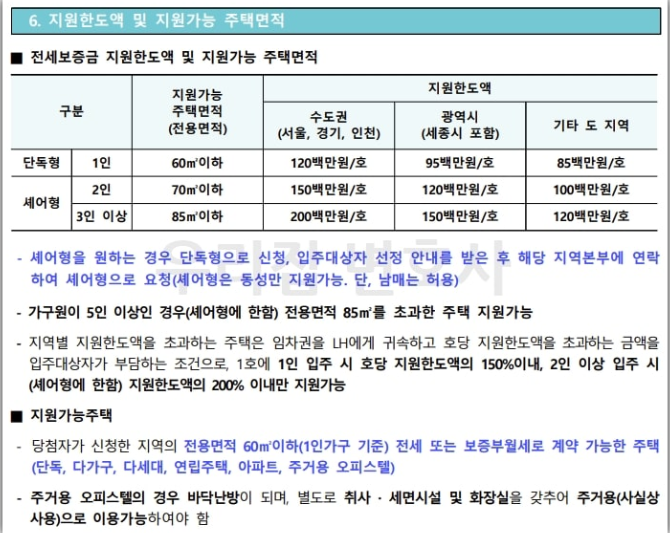 6. 지원한도액 및 지원가능 주택면적
■ 전세보증금 지원한도액 및 지원가능 주택면적
구분 지원가능 주택면적 (전용면적) 지원한도액
수도권 (서울, 경기, 인천) 광역시 (세종시 포함) 기타 도 지역
단독형 1인 60㎡이하 120백만원/호 95백만원/호 85백만원/호
셰어형 2인 70㎡이하 150백만원/호 120백만원/호 100백만원/호
3인 이상 85㎡이하 200백만원/호 150백만원/호 120백만원/호
우리집 변호사
- 셰어형을 원하는 경우 단독형으로 신청, 입주대상자 선정 안내를 받은 후 해당 지역본부에 연락
하여 셰어형으로 요청(셰어형은 동성만 지원가능. 단, 남매는 허용)
- 가구원이 5인 이상인 경우(셰어형에 한함) 전용면적 85㎡를 초과한 주택 지원가능
- 지역별 지원한도액을 초과하는 주택은 임차권을 LH에게 귀속하고 호당 지원한도액을 초과하는 금액을
입주대상자가 부담하는 조건으로, 1호에 1인 입주 시 호당 지원한도액의 150%이내, 2인 이상 입주 시
(셰어형에 한함) 지원한도액의 200% 이내만 지원가능
■ 지원가능주택
- 당첨자가 신청한 지역의 전용면적 60㎡이하(1인가구 기준) 전세 또는 보증부월세로 계약 가능한 주택
(단독, 다가구, 다세대, 연립주택, 아파트, 주거용 오피스텔)
- 주거용 오피스텔의 경우 바닥난방이 되며, 별도로 취사 · 세면시설 및 화장실을 갖추어 주거용(사실상
사용)으로 이용가능하여야 함